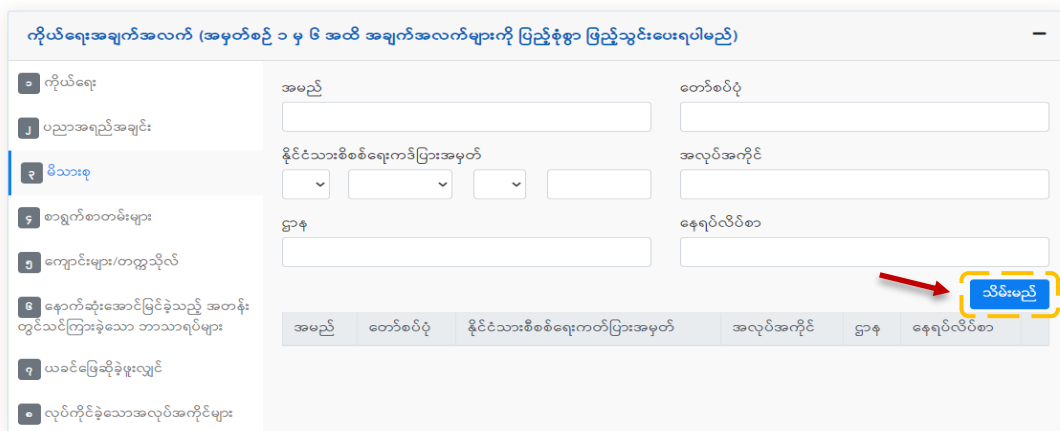 ကိုယ်ရေးအချက်အလက် (အမှတ်စဉ် ၁ မှ ၆ အထိ အချက်အလက်များကို ပြည့်စုံစွာ ဖြည့်သွင်းပေးရပါမည်)
၁ ကိုယ်ရေး
၂ ပညာအရည်အချင်း
၃ မိသားစု
၄ စာရွက်စာတမ်းများ
၅ ကျောင်းများ/တက္ကသိုလ်
၆ နောက်ဆုံးအောင်မြင်ခဲ့သည့် အတန်း
တွင်သင်ကြားခဲ့သော ဘာသာရပ်များ
၇ ယခင်ဖြေဆိုခဲ့ဖူးလျှင်
၈ လုပ်ကိုင်ခဲ့သောအလုပ်အကိုင်များ
အမည်
တော်စပ်ပုံ
နိုင်ငံသားစိစစ်ရေးကဒ်ပြားအမှတ်
အလုပ်အကိုင်
ဌာန
နေရပ်လိပ်စာ
သိမ်းမည်
အမည် တော်စပ်ပုံ နိုင်ငံသားစီစစ်ရေးကတ်ပြားအမှတ် အလုပ်အကိုင် ဌာန နေရပ်လိပ်စာ